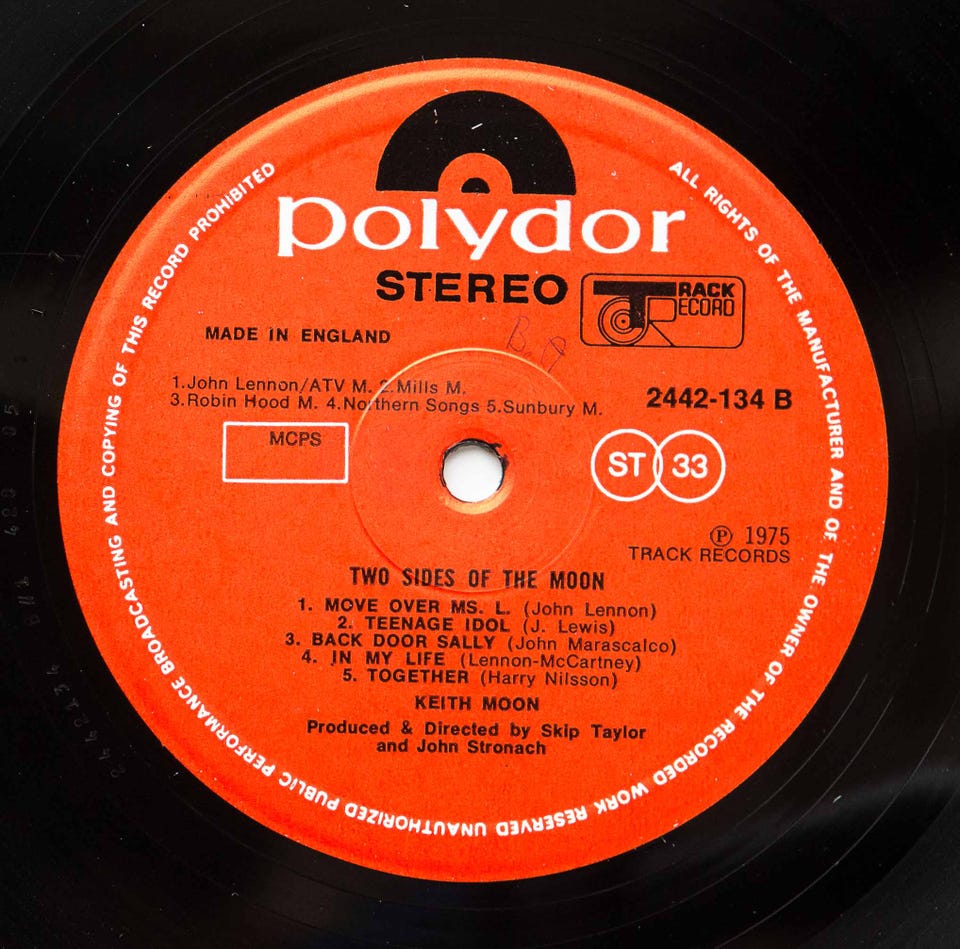 polydor
STEREO
TRACK
RECORD
MADE IN ENGLAND
1.John Lennon/ATV M. 2.Mills M.
3.Robin Hood M. 4.Northern Songs 5.Sunbury M.
2442-134 B
MCPS
ST 33
℗ 1975
TRACK RECORDS
TWO SIDES OF THE MOON
1. MOVE OVER MS. L. (John Lennon)
2. TEENAGE IDOL (J. Lewis)
3. BACK DOOR SALLY (John Marascalco)
4. IN MY LIFE (Lennon-McCartney)
5. TOGETHER (Harry Nilsson)
KEITH MOON
Produced & Directed by Skip Taylor
and John Stronach
ALL RIGHTS OF THE MANUFACTURER AND OF THE OWNER OF THE RECORDED WORK RESERVED UNAUTHORIZED PUBLIC PERFORMANCE BROADCASTING AND COPYING OF THIS RECORD PROHIBITED